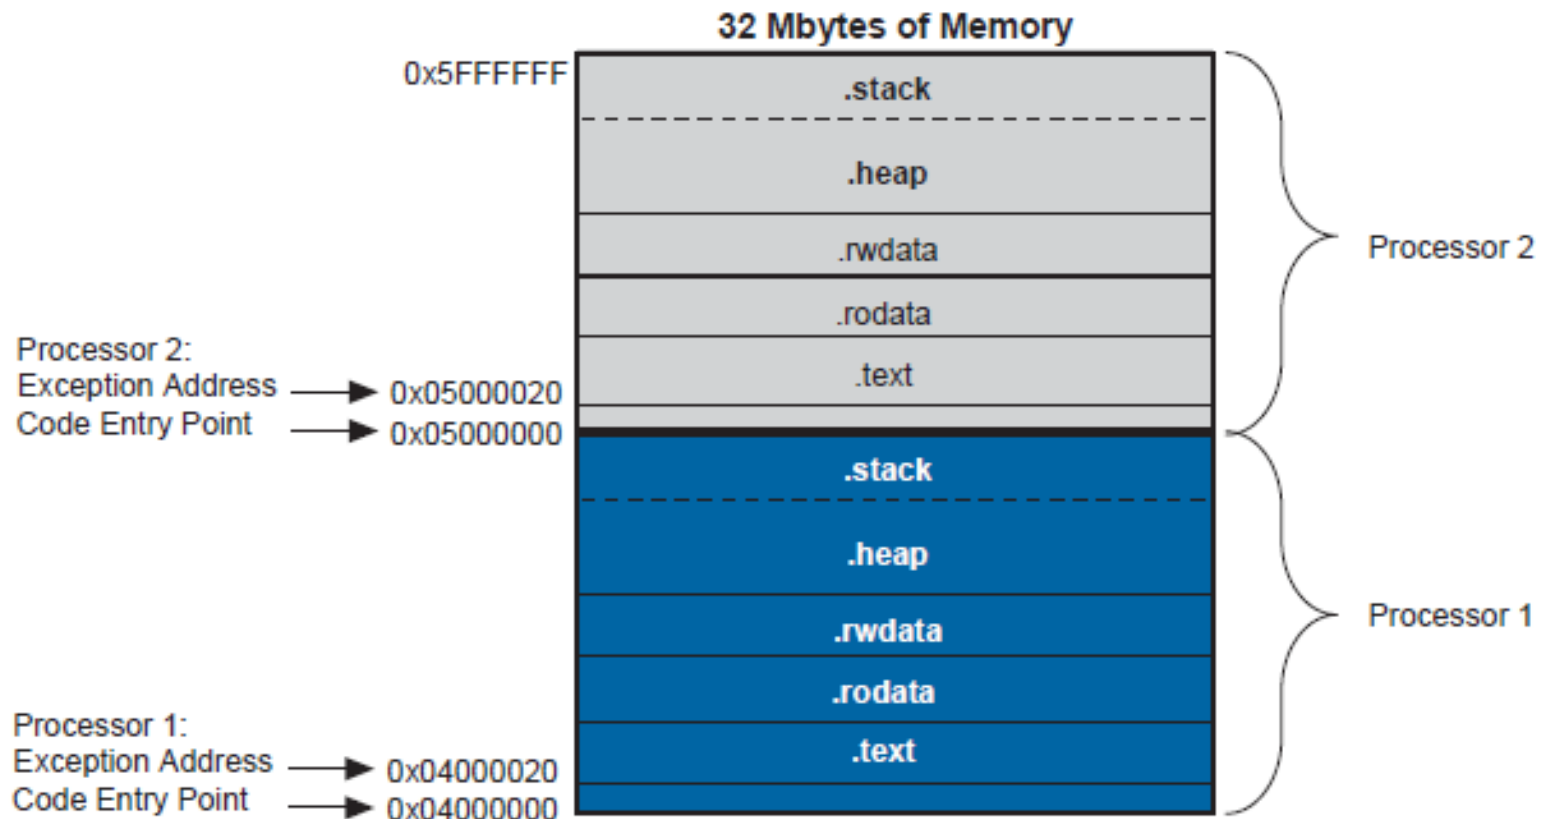 32 Mbytes of Memory
0x5FFFFFF
.stack
.heap
.rwdata
Processor 2
.rodata
Processor 2:
Exception Address
0x05000020
.text
Code Entry Point
0x05000000
.stack
.heap
.rwdata
Processor 1
.rodata
Processor 1:
Exception Address
0x04000020
.text
Code Entry Point
0x04000000